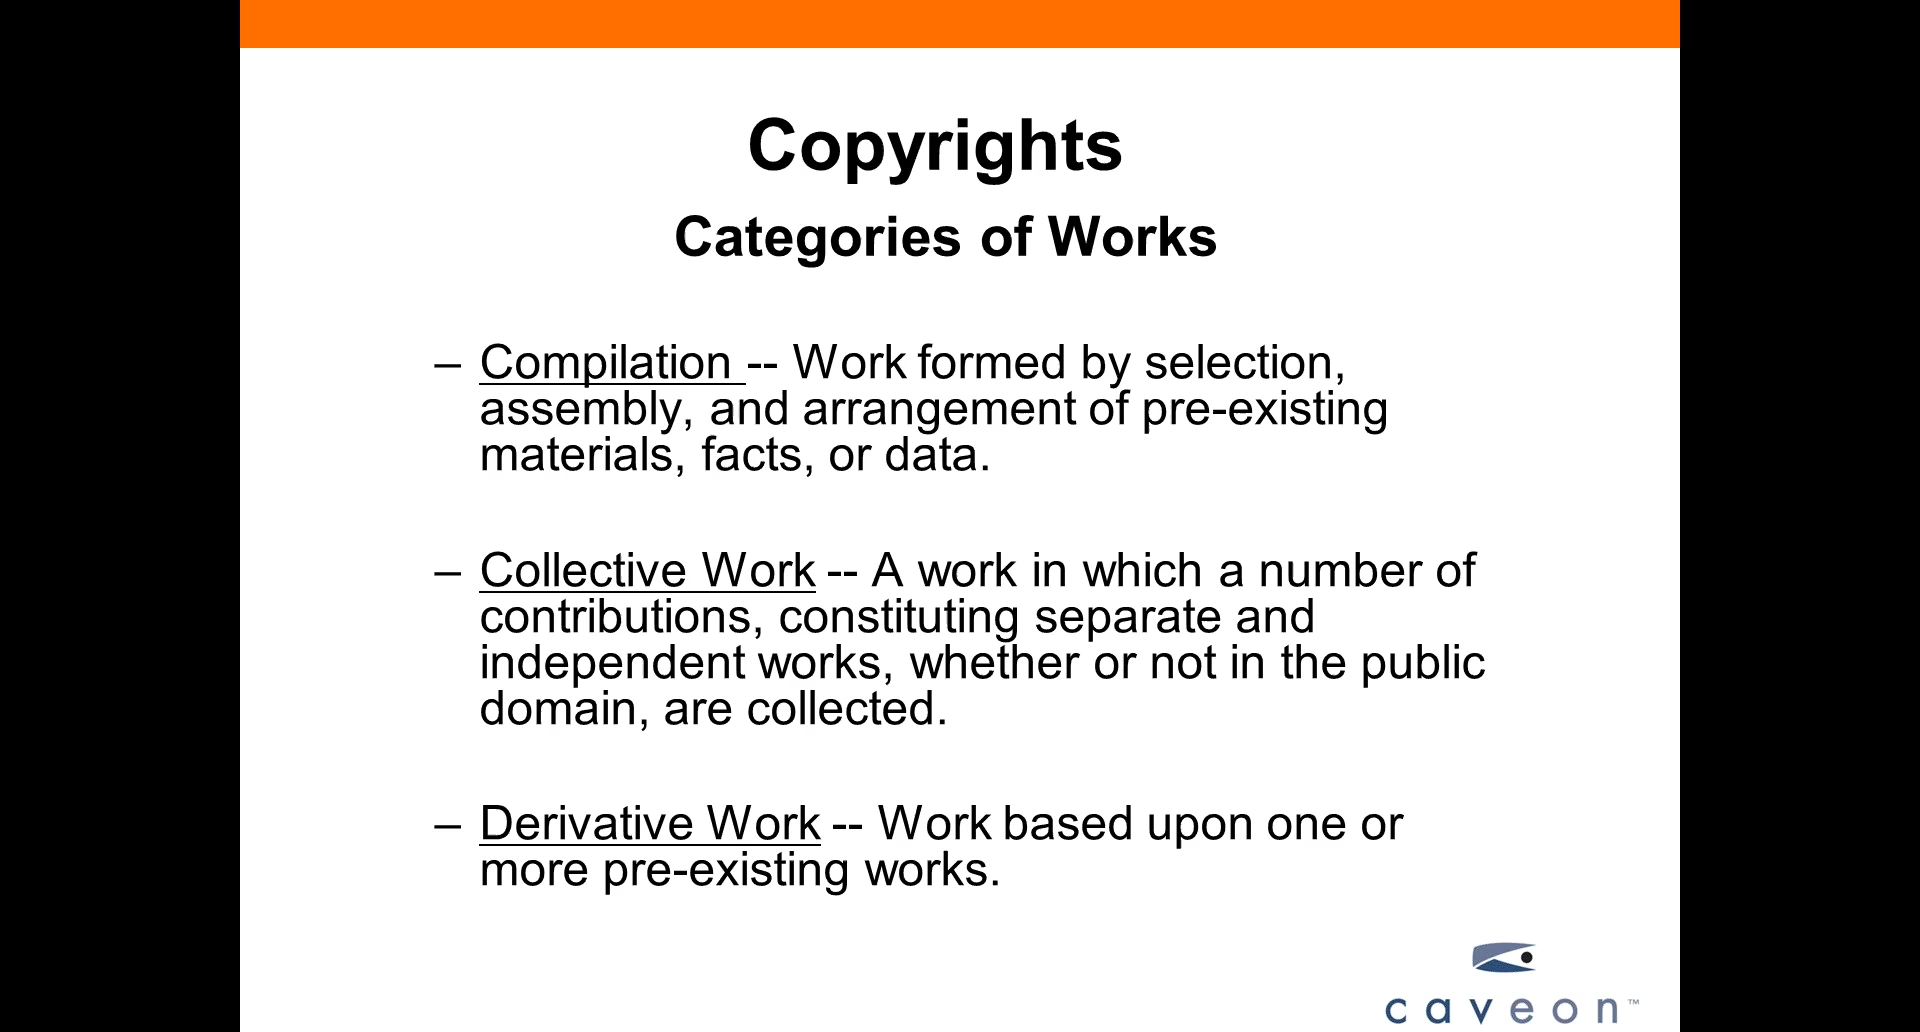 Copyrights
Categories of Works
– Compilation -- Work formed by selection,
assembly, and arrangement of pre-existing
materials, facts, or data.
– Collective Work -- A work in which a number of
contributions, constituting separate and
independent works, whether or not in the public
domain, are collected.
– Derivative Work -- Work based upon one or
more pre-existing works.
caveon™